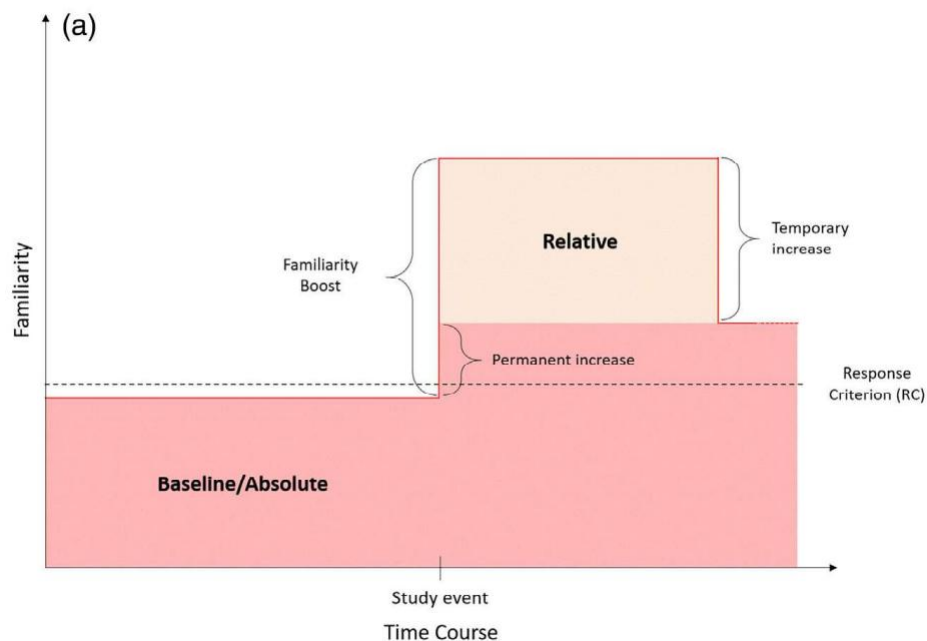 (a)
Familiarity
Familiarity
Boost
Relative
Temporary
increase
Permanent increase
Response
Criterion (RC)
Baseline/Absolute
Study event
Time Course